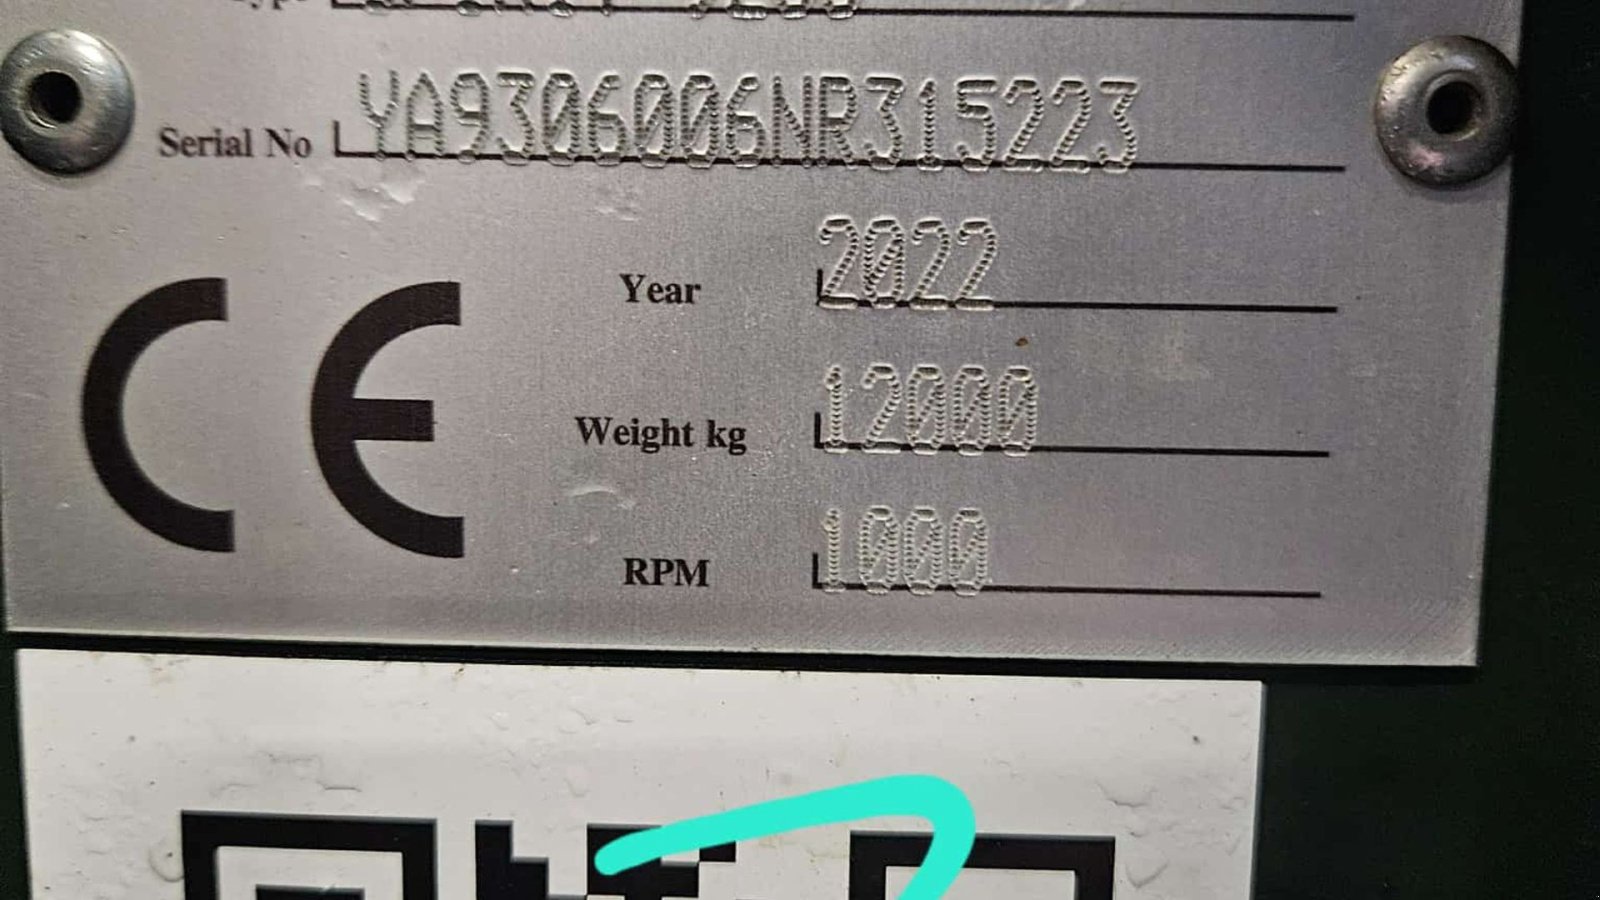 Serial No YA9306006NR315223
Year 2022
CE
Weight kg 12000
RPM 1000